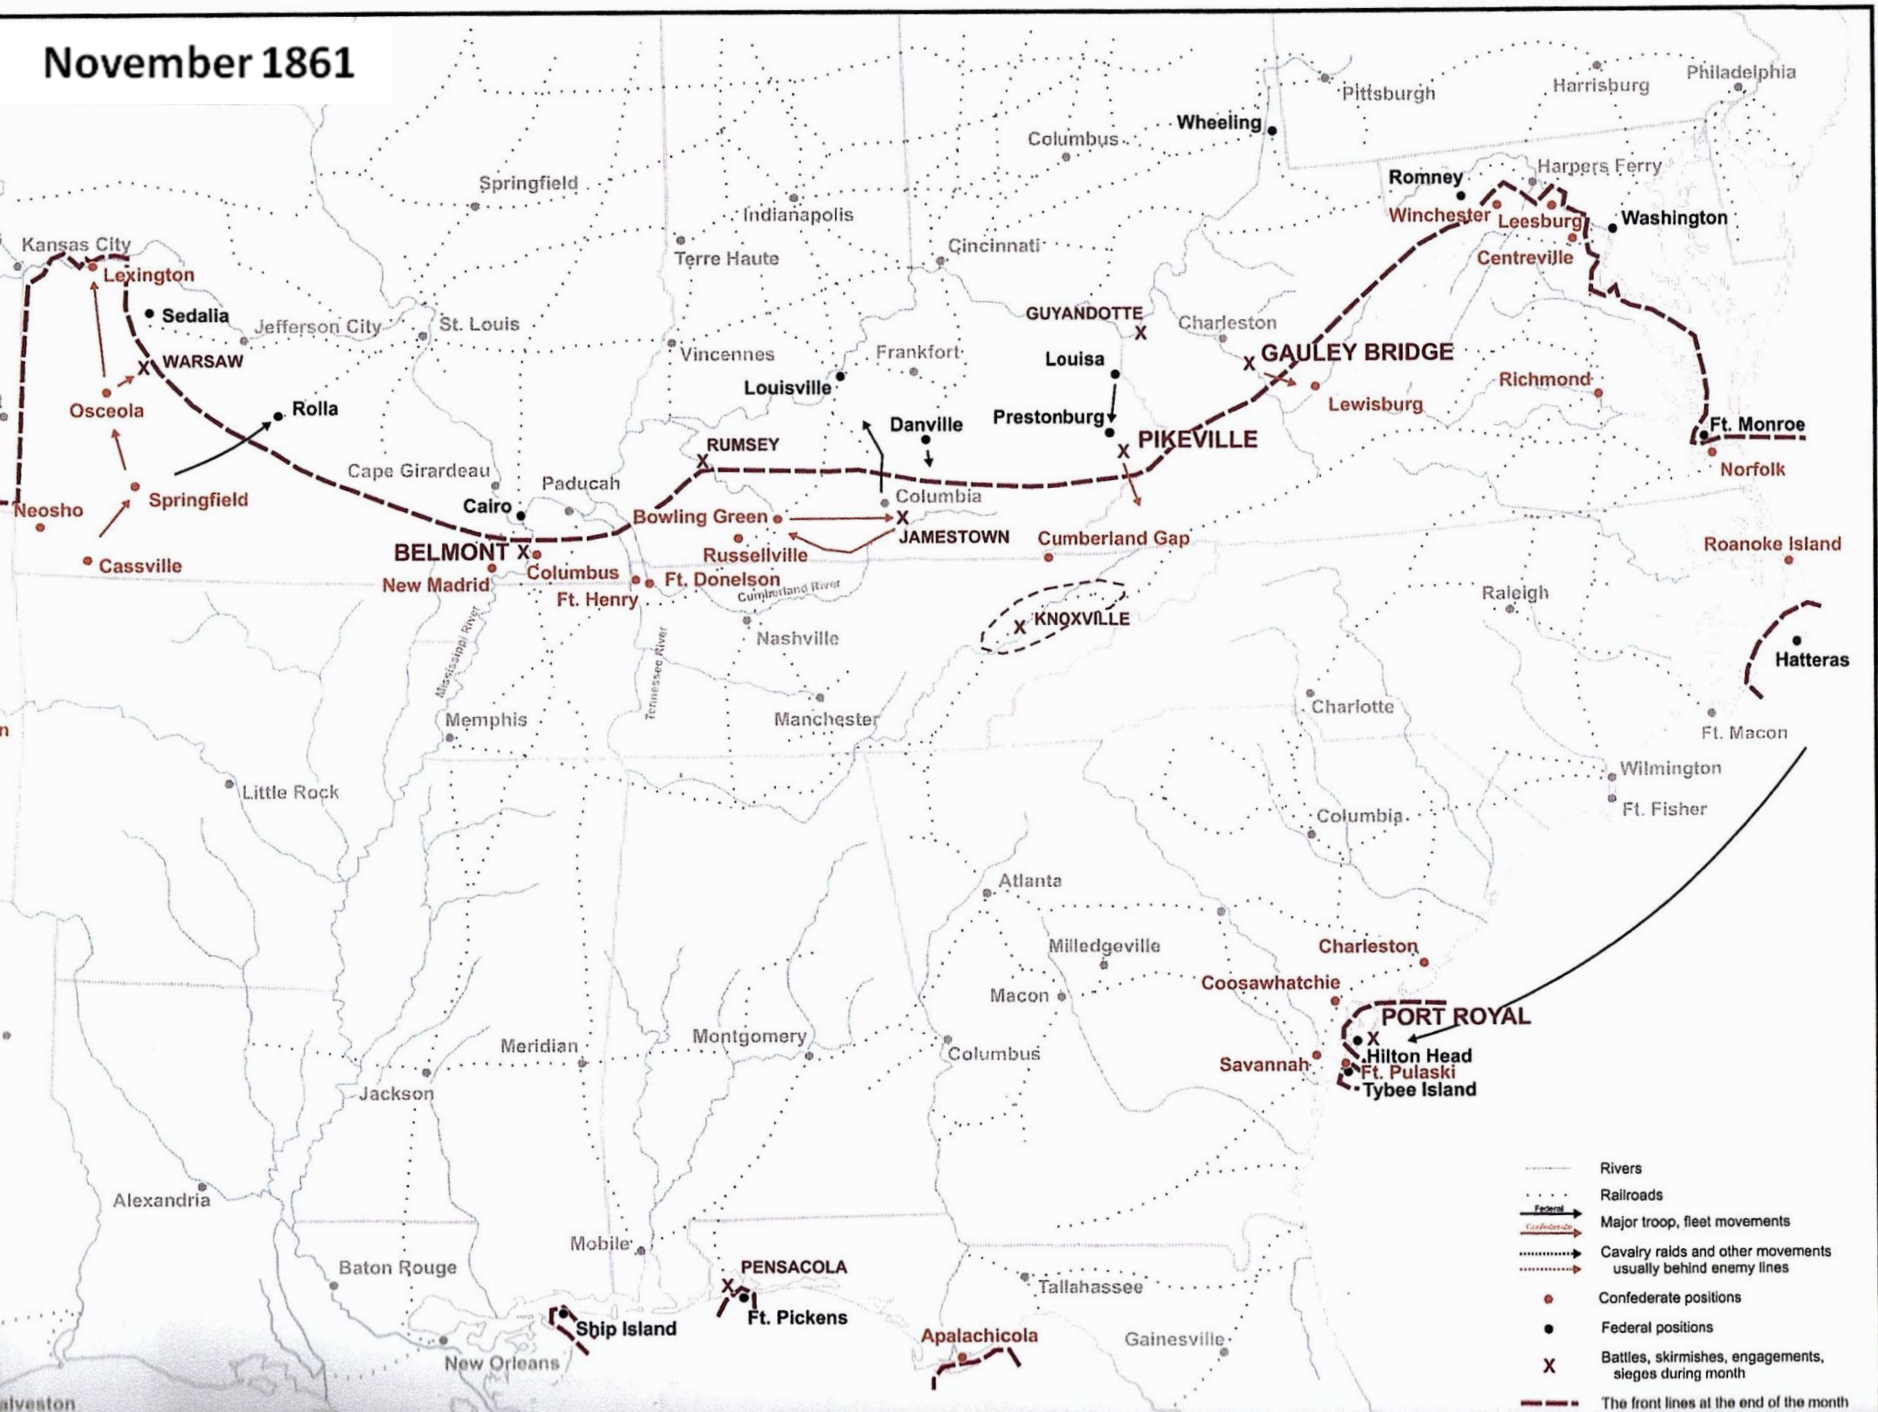 November 1861
Philadelphia
Harrisburg
Pittsburgh
Wheeling
Columbus
Harpers Ferry
Romney
Springfield
Winchester
Leesburg
Washington
Indianapolis
Kansas City
Cincinnati
Terre Haute
Centreville
Lexington
Sedalia
GUYANDOTTE
Charleston
Jefferson City
St. Louis
Vincennes
Frankfort
GAULEY BRIDGE
WARSAW
X
X
X
Louisa
Louisville
Richmond
Lewisburg
Osceola
Rolla
Danville
Prestonburg
Ft. Monroe
RUMSEY
X
PIKEVILLE
X
Cape Girardeau
Norfolk
Paducah
Springfield
Columbia
Neosho
Cairo
Bowling Green
X
JAMESTOWN
Cumberland Gap
Roanoke Island
BELMONT X
Russellville
Cassville
Columbus
New Madrid
Ft. Donelson
Ft. Henry
Cumberland River
Raleigh
X KNOXVILLE
Nashville
Mississippi River
Tennessee River
Hatteras
Charlotte
Memphis
Manchester
Ft. Macon
n
Wilmington
Little Rock
Ft. Fisher
Columbia
Atlanta
Milledgeville
Charleston
Coosawhatchie
Macon
PORT ROYAL
X
Montgomery
Meridian
Columbus
Hilton Head
Savannah
Ft. Pulaski
Jackson
Tybee Island
Alexandria
Mobile
PENSACOLA
X
Baton Rouge
Tallahassee
Ft. Pickens
Ship Island
Apalachicola
Gainesville
New Orleans
alveston
Rivers
Railroads
Federal
Confederate
Major troop, fleet movements
Cavalry raids and other movements
usually behind enemy lines
Confederate positions
Federal positions
X
Battles, skirmishes, engagements,
sieges during month
The front lines at the end of the month